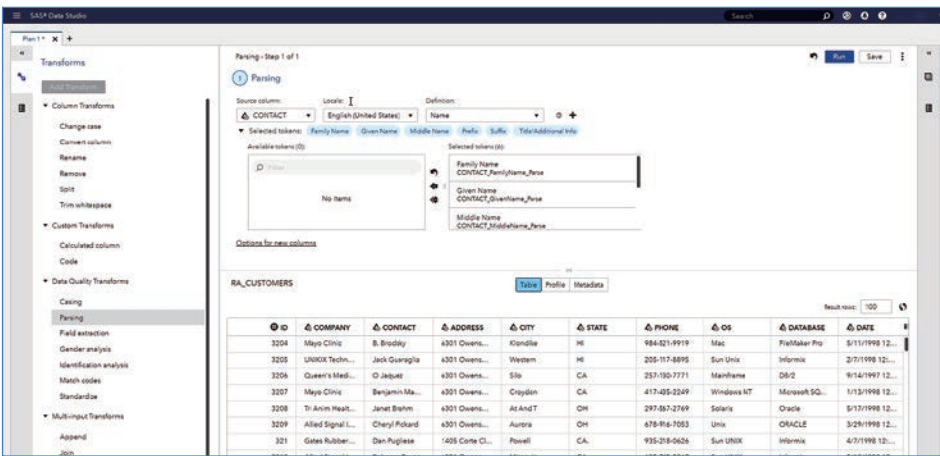 SAS® Data Studio
Search
Plan 1*
Transforms
Add Transform
Column Transforms
Change case
Convert column
Rename
Remove
Split
Trim whitespace
Custom Transforms
Calculated column
Code
Data Quality Transforms
Casing
Parsing
Field extraction
Gender analysis
Identification analysis
Match codes
Standardize
Multi-input Transforms
Append
Join
Parsing - Step 1 of 1
Run Save
1 Parsing
Source column: Locale: Definition:
CONTACT English (United States) Name
Selected tokens: Family Name Given Name Middle Name Prefix Suffix Title/Additional Info
Available tokens (0): Selected tokens (6):
Filter
No items
Family Name
CONTACT_FamilyName_Parse
Given Name
CONTACT_GivenName_Parse
Middle Name
CONTACT_MiddleName_Parse
Options for new columns
RA_CUSTOMERS Table Profile Metadata
Result rows: 100
ID COMPANY CONTACT ADDRESS CITY STATE PHONE OS DATABASE DATE
3204 Mayo Clinic B. Brodsky 6301 Owens... Klondike MI 984-521-9919 Mac FileMaker Pro 5/11/1998 12...
3205 UNIKIX Techn... Jack Guaraglia 6301 Owens... Western MI 205-117-8895 Sun Unix Informix 2/7/1998 12:...
3206 Queen's Medi... O Jaquez 6301 Owens... Silo CA 257-130-7771 Mainframe DB/2 9/14/1997 12...
3207 Mayo Clinic Benjamin Ma... 6301 Owens... Croydon CA 417-435-2249 Windows NT Microsoft SQ... 1/13/1998 12...
3208 Tri Anim Healt... Janet Brehm 6301 Owens... At And T OH 297-567-2769 Solaris Oracle 5/17/1998 12...
3209 Allied Signal I... Cheryl Pickard 6301 Owens... Aurora OH 678-916-7053 Unix ORACLE 3/29/1998 12...
321 Gates Rubber... Dan Pugliese 1405 Corte Cl... Powell CA. 935-318-0626 Sun UNIX Informix 4/7/1998 12:...